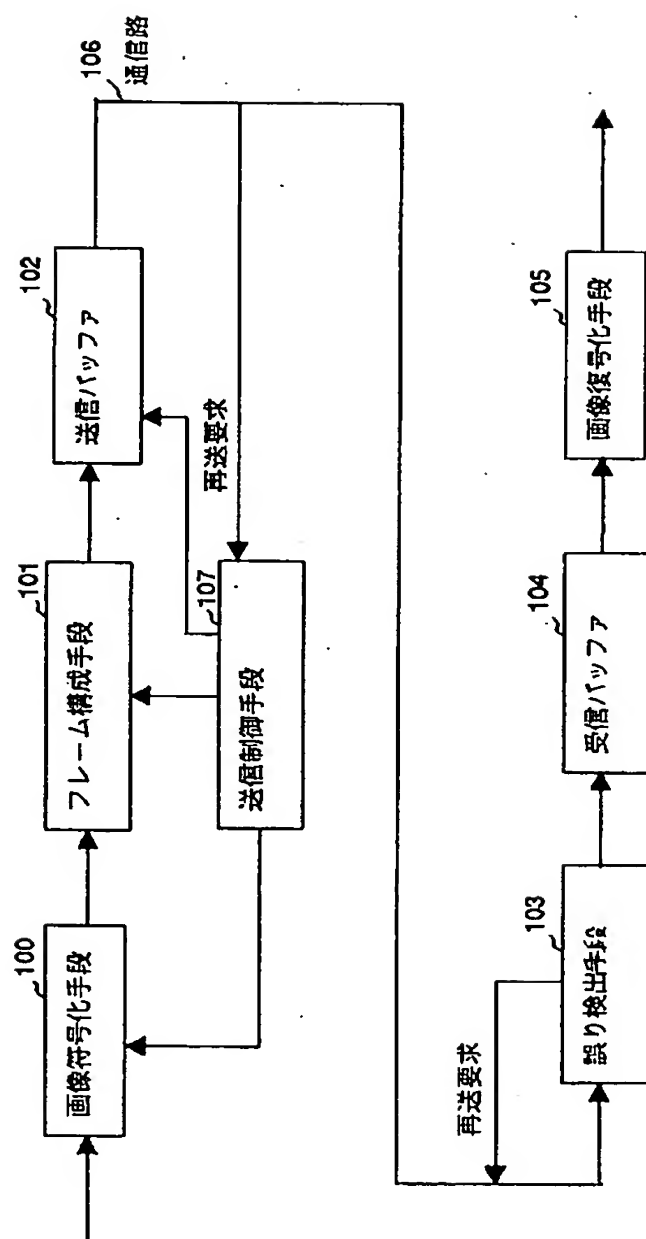 100
画像符号化手段
101
フレーム構成手段
102
送信バッファ
106
通信路
再送要求
107
送信制御手段
再送要求
103
誤り検出手段
104
受信バッファ
105
画像復号化手段